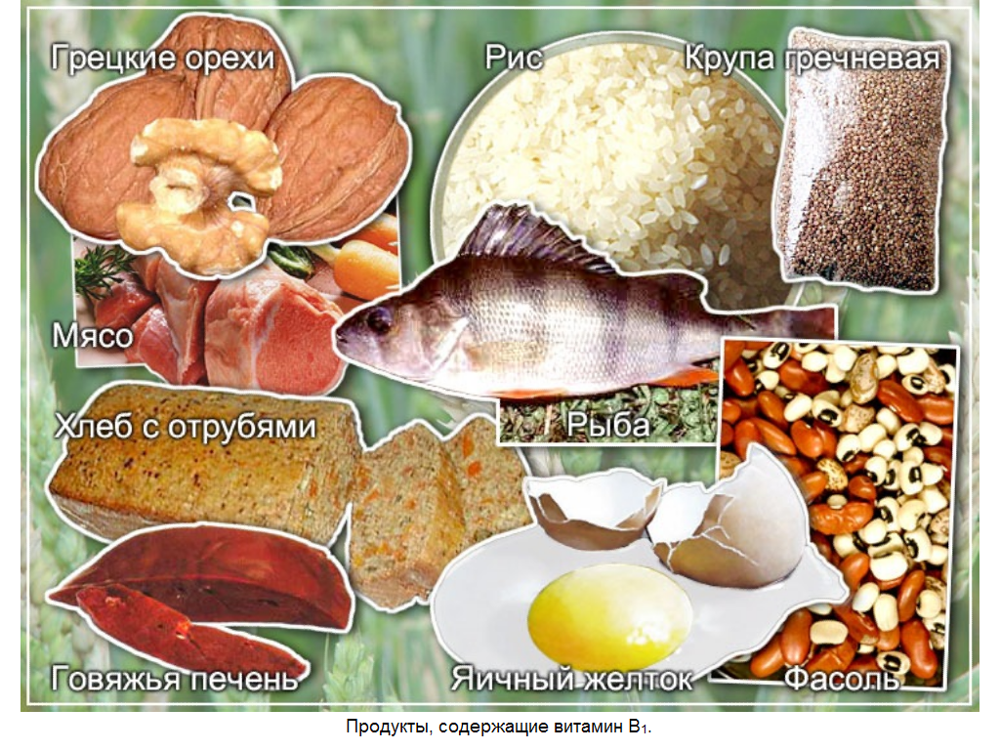 Грецкие орехи
Рис
Крупа гречневая
Мясо
Рыба
Хлеб с отрубями
Говяжья печень
Яичный желток
Фасоль
Продукты, содержащие витамин B₁.